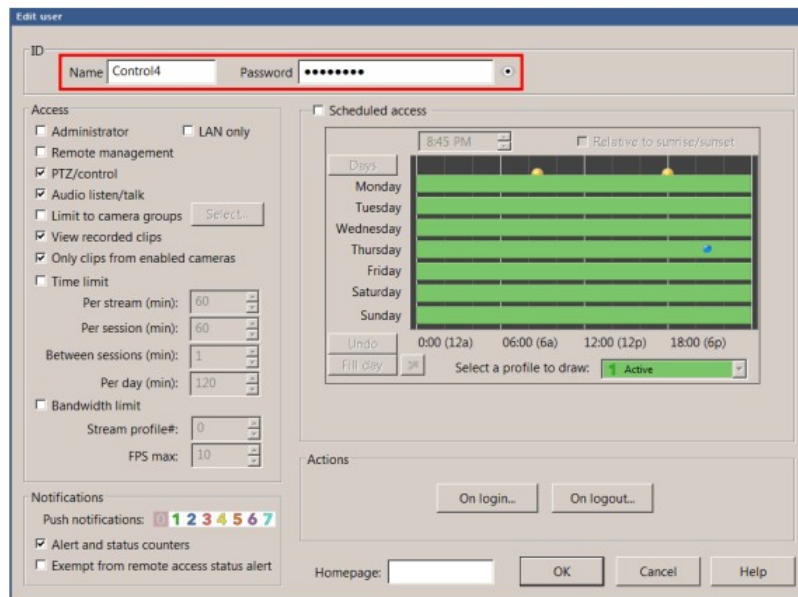 Edit user
ID
Name Control4 Password ••••••••
Access
Administrator LAN only
Remote management
PTZ/control
Audio listen/talk
Limit to camera groups Select...
View recorded clips
Only clips from enabled cameras
Time limit
Per stream (min): 60
Per session (min): 60
Between sessions (min): 1
Per day (min): 120
Bandwidth limit
Stream profile#: 0
FPS max: 10
Notifications
Push notifications: 0 1 2 3 4 5 6 7
Alert and status counters
Exempt from remote access status alert
Scheduled access
8:45 PM Relative to sunrise/sunset
Days
Monday
Tuesday
Wednesday
Thursday
Friday
Saturday
Sunday
Undo 0:00 (12a) 06:00 (6a) 12:00 (12p) 18:00 (6p)
Fill day Select a profile to draw: 1 Active
Actions
On login... On logout...
Homepage: OK Cancel Help